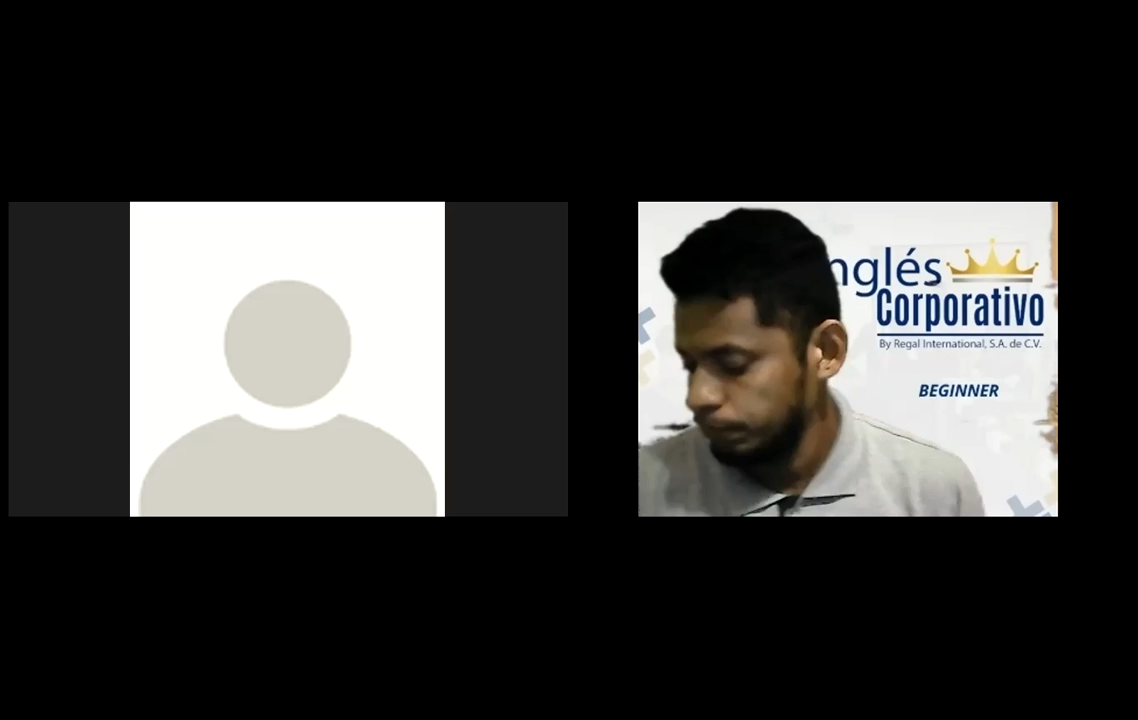 nglés
Corporativo
By Regal International, S.A. de C.V.
BEGINNER